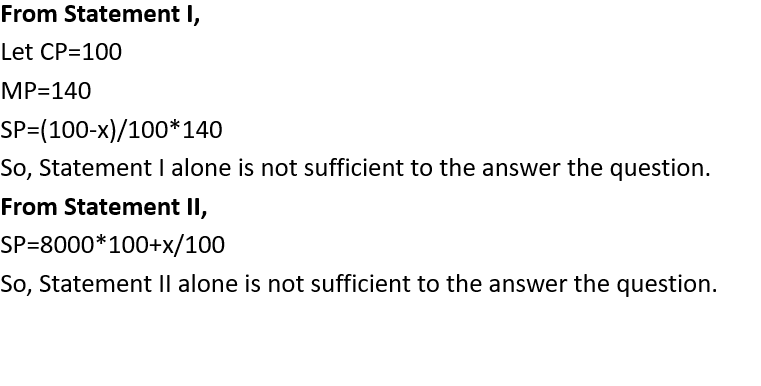 From Statement I,
Let CP=100
MP=140
SP=(100-x)/100*140
So, Statement I alone is not sufficient to the answer the question.
From Statement II,
SP=8000*100+x/100
So, Statement II alone is not sufficient to the answer the question.